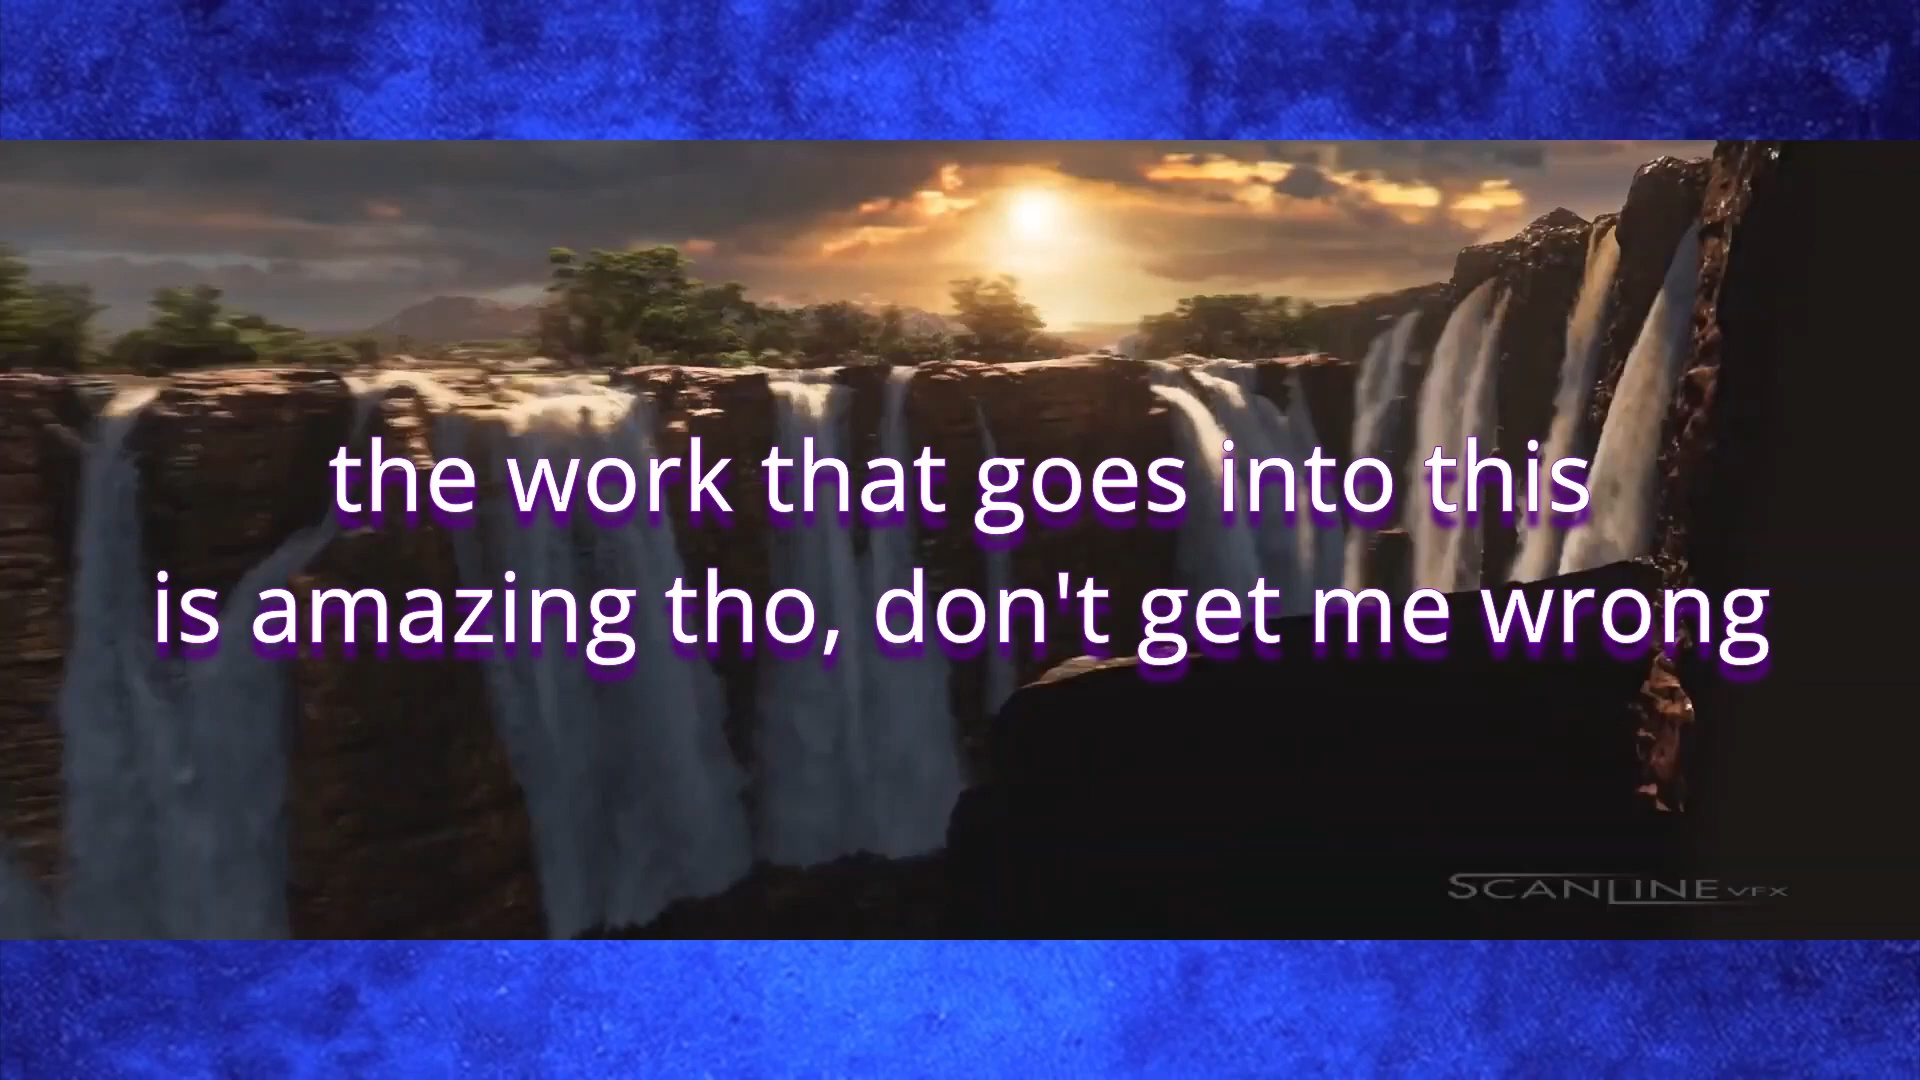 the work that goes into this
is amazing tho, don't get me wrong
SCANLINE VFX